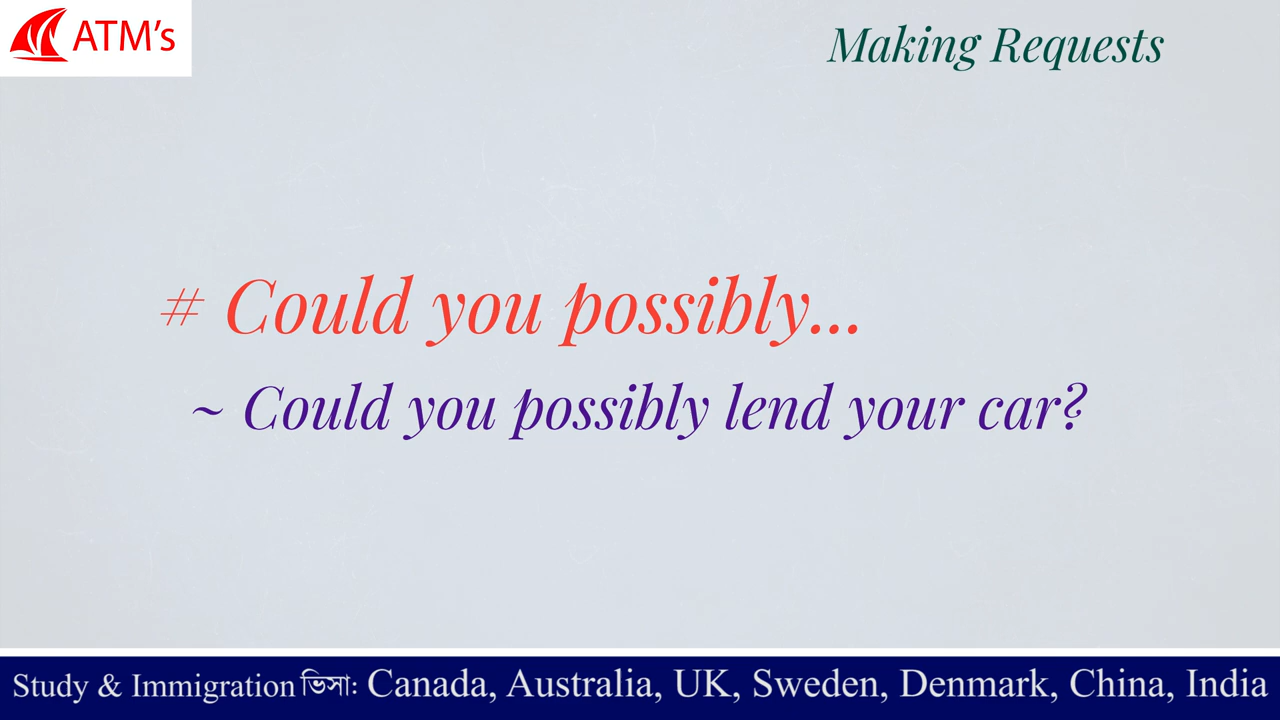 ATM's
Making Requests
# Could you possibly...
~ Could you possibly lend your car?
Study & Immigration ভিসা: Canada, Australia, UK, Sweden, Denmark, China, India